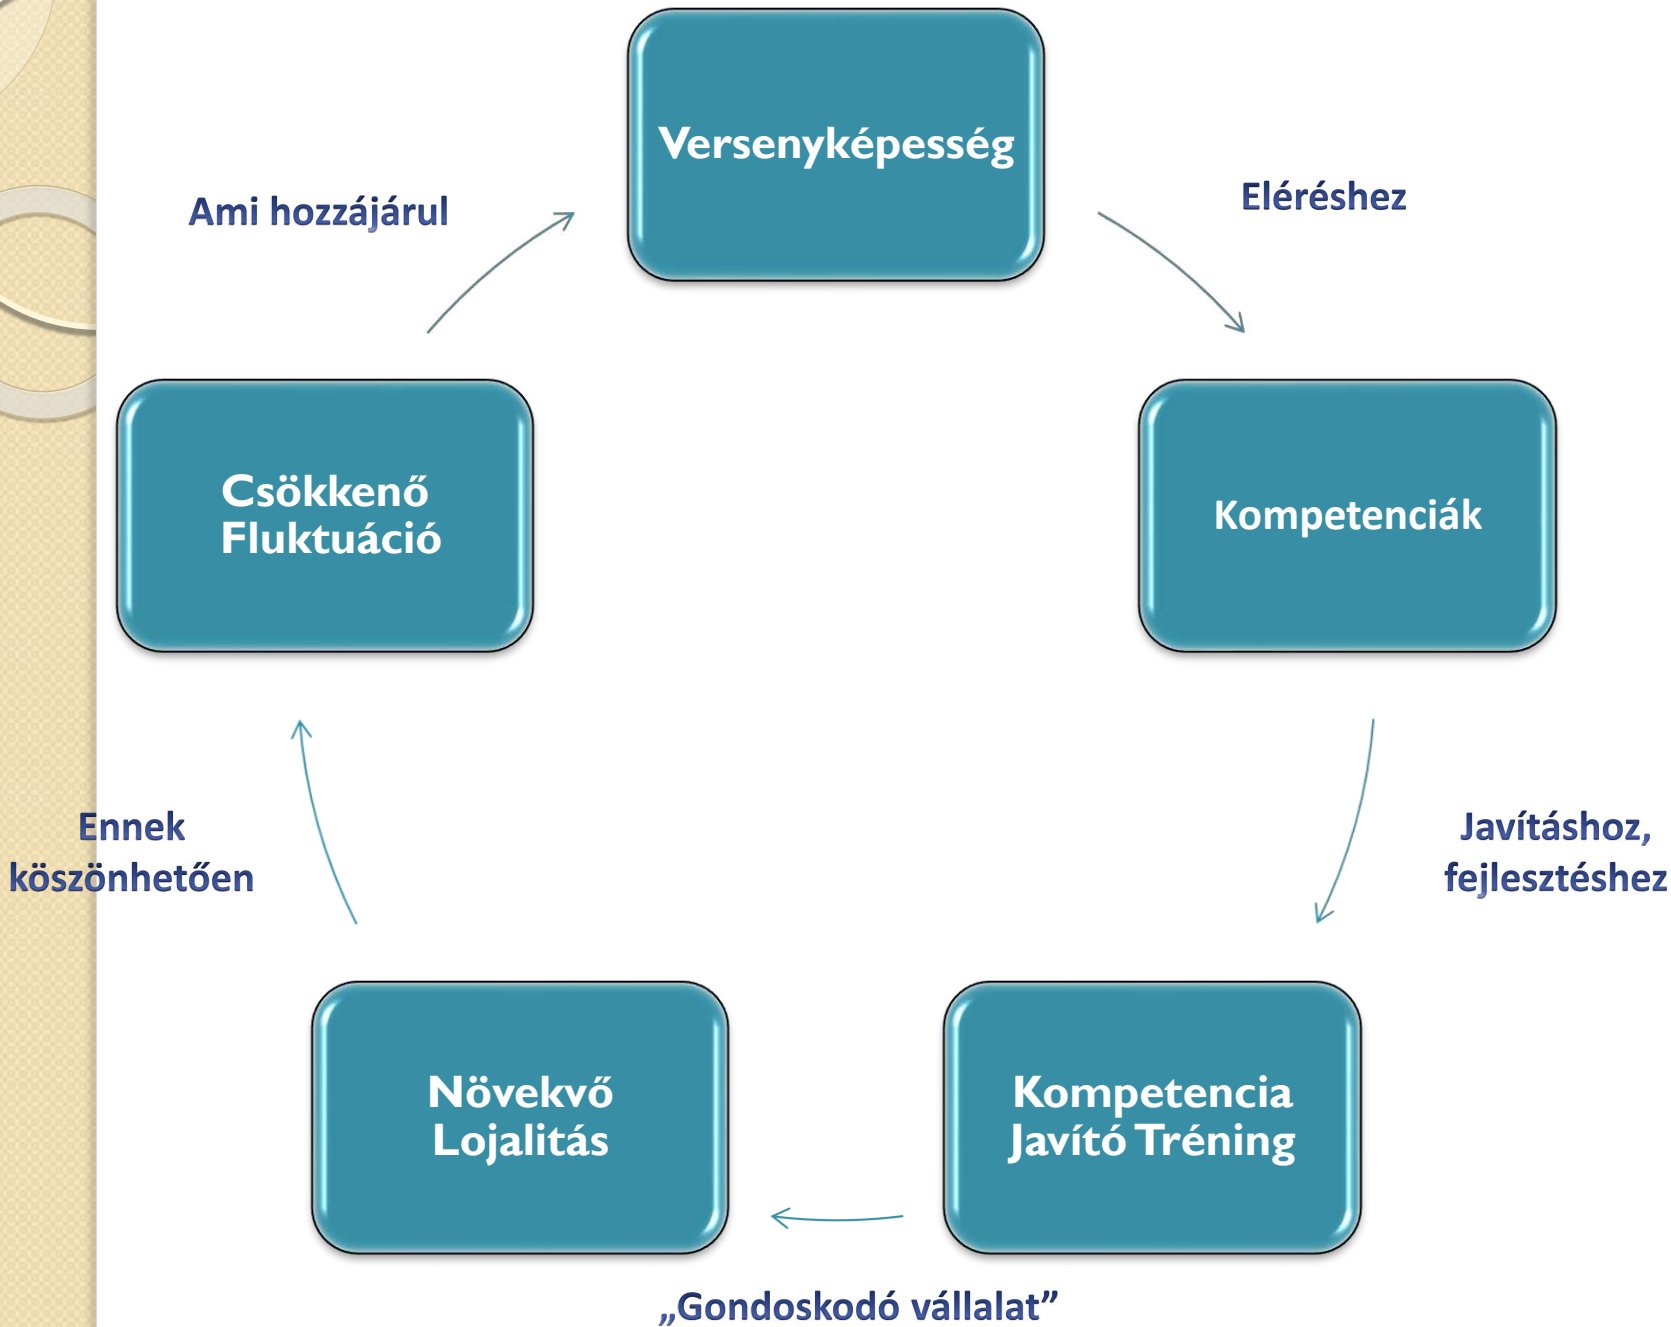 Versenyképesség
Eléréshez
Kompetenciák
Javításhoz,
fejlesztéshez
Kompetencia
Javító Tréning
„Gondoskodó vállalat”
Növekvő
Lojalitás
Ennek
köszönhetően
Csökkenő
Fluktuáció
Ami hozzájárul